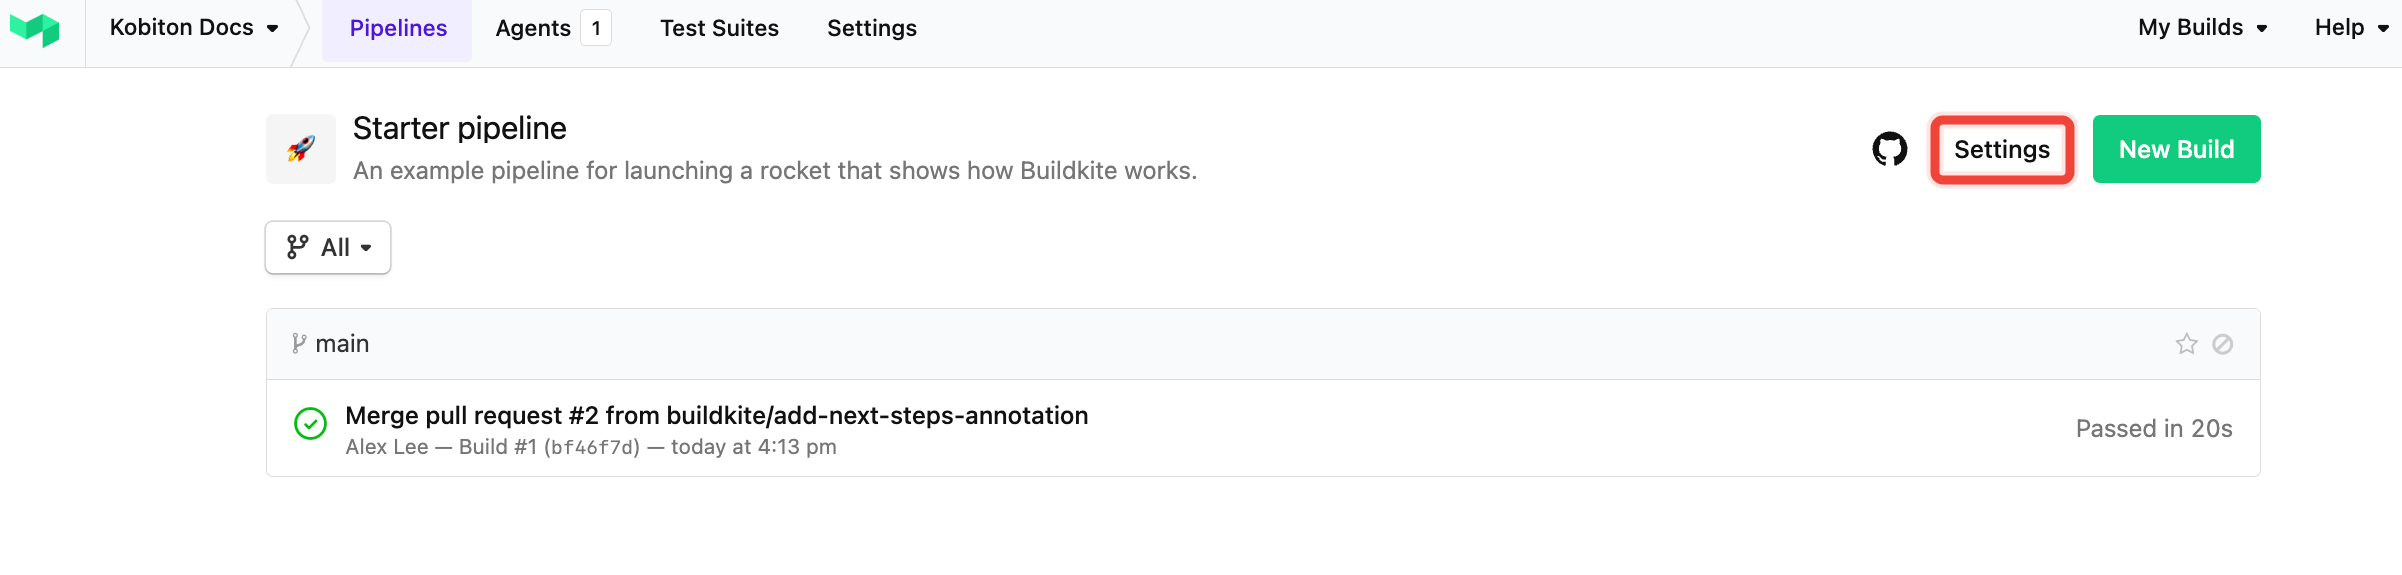 Kobiton Docs
Pipelines
Agents 1
Test Suites
Settings
My Builds
Help
Starter pipeline
An example pipeline for launching a rocket that shows how Buildkite works.
Settings
New Build
All
main
Merge pull request #2 from buildkite/add-next-steps-annotation
Alex Lee — Build #1 (bf46f7d) — today at 4:13 pm
Passed in 20s